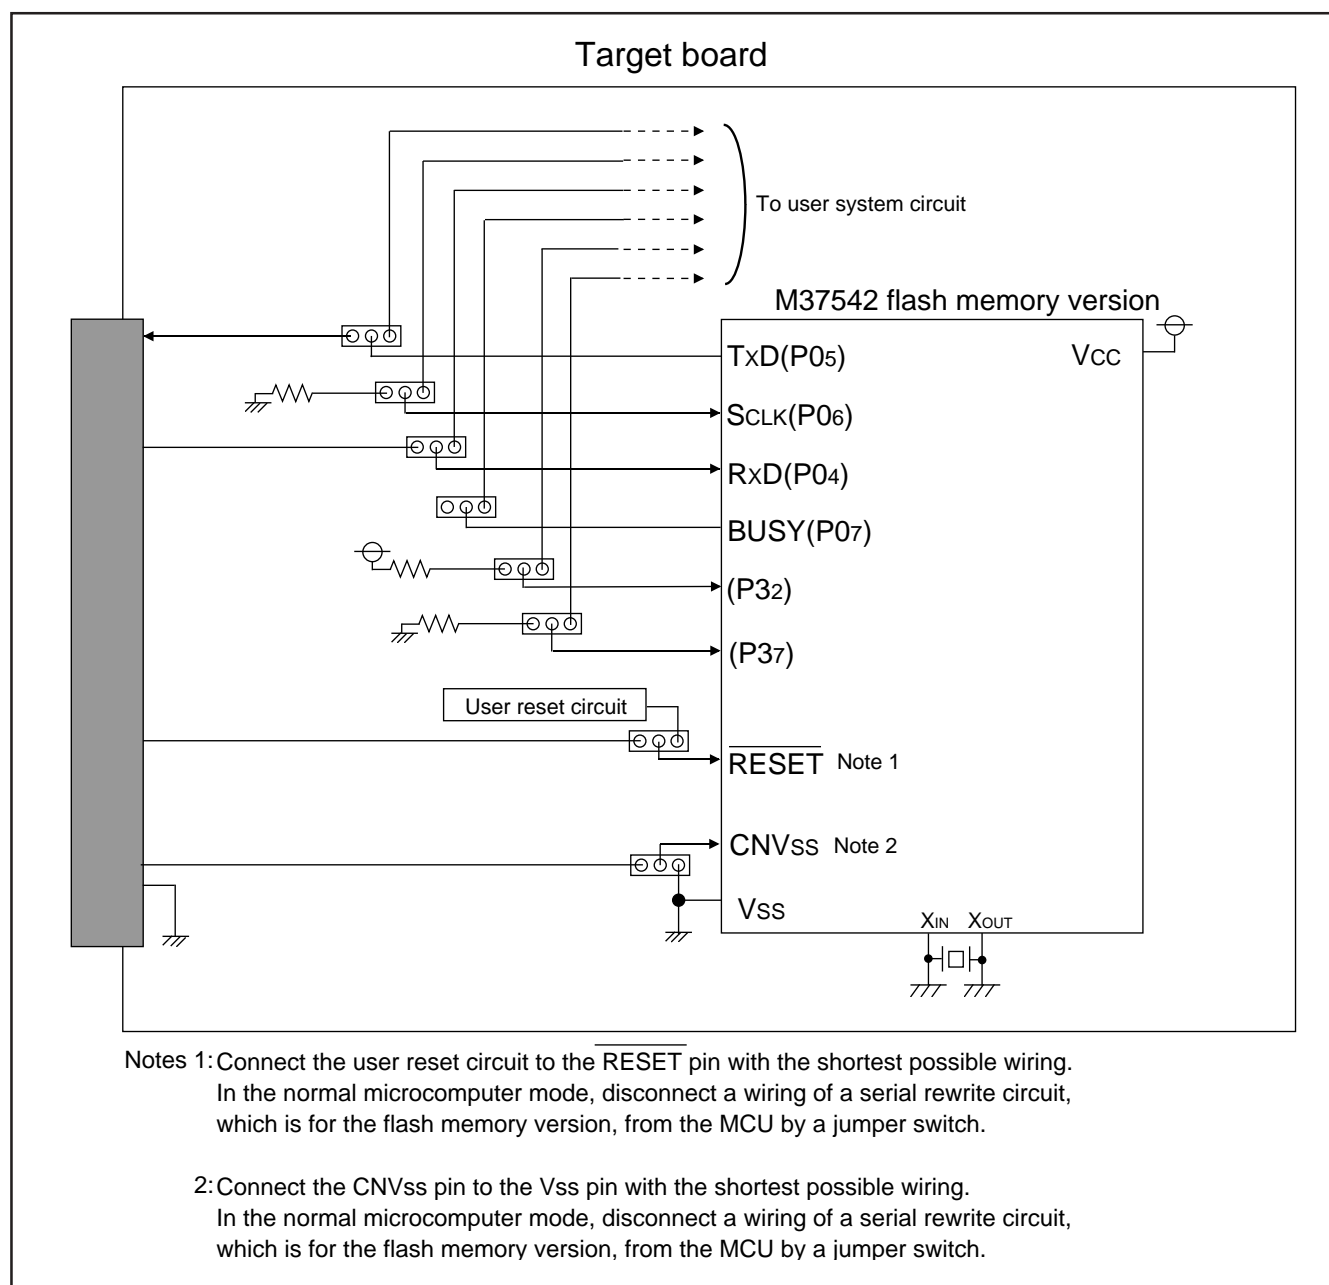 Target board
To user system circuit
M37542 flash memory version
TxD(P05)
VCC
SCLK(P06)
RxD(P04)
BUSY(P07)
(P32)
(P37)
User reset circuit
RESET Note 1
CNVSS Note 2
VSS
XIN XOUT
Notes 1: Connect the user reset circuit to the RESET pin with the shortest possible wiring.
In the normal microcomputer mode, disconnect a wiring of a serial rewrite circuit,
which is for the flash memory version, from the MCU by a jumper switch.
2: Connect the CNVss pin to the Vss pin with the shortest possible wiring.
In the normal microcomputer mode, disconnect a wiring of a serial rewrite circuit,
which is for the flash memory version, from the MCU by a jumper switch.